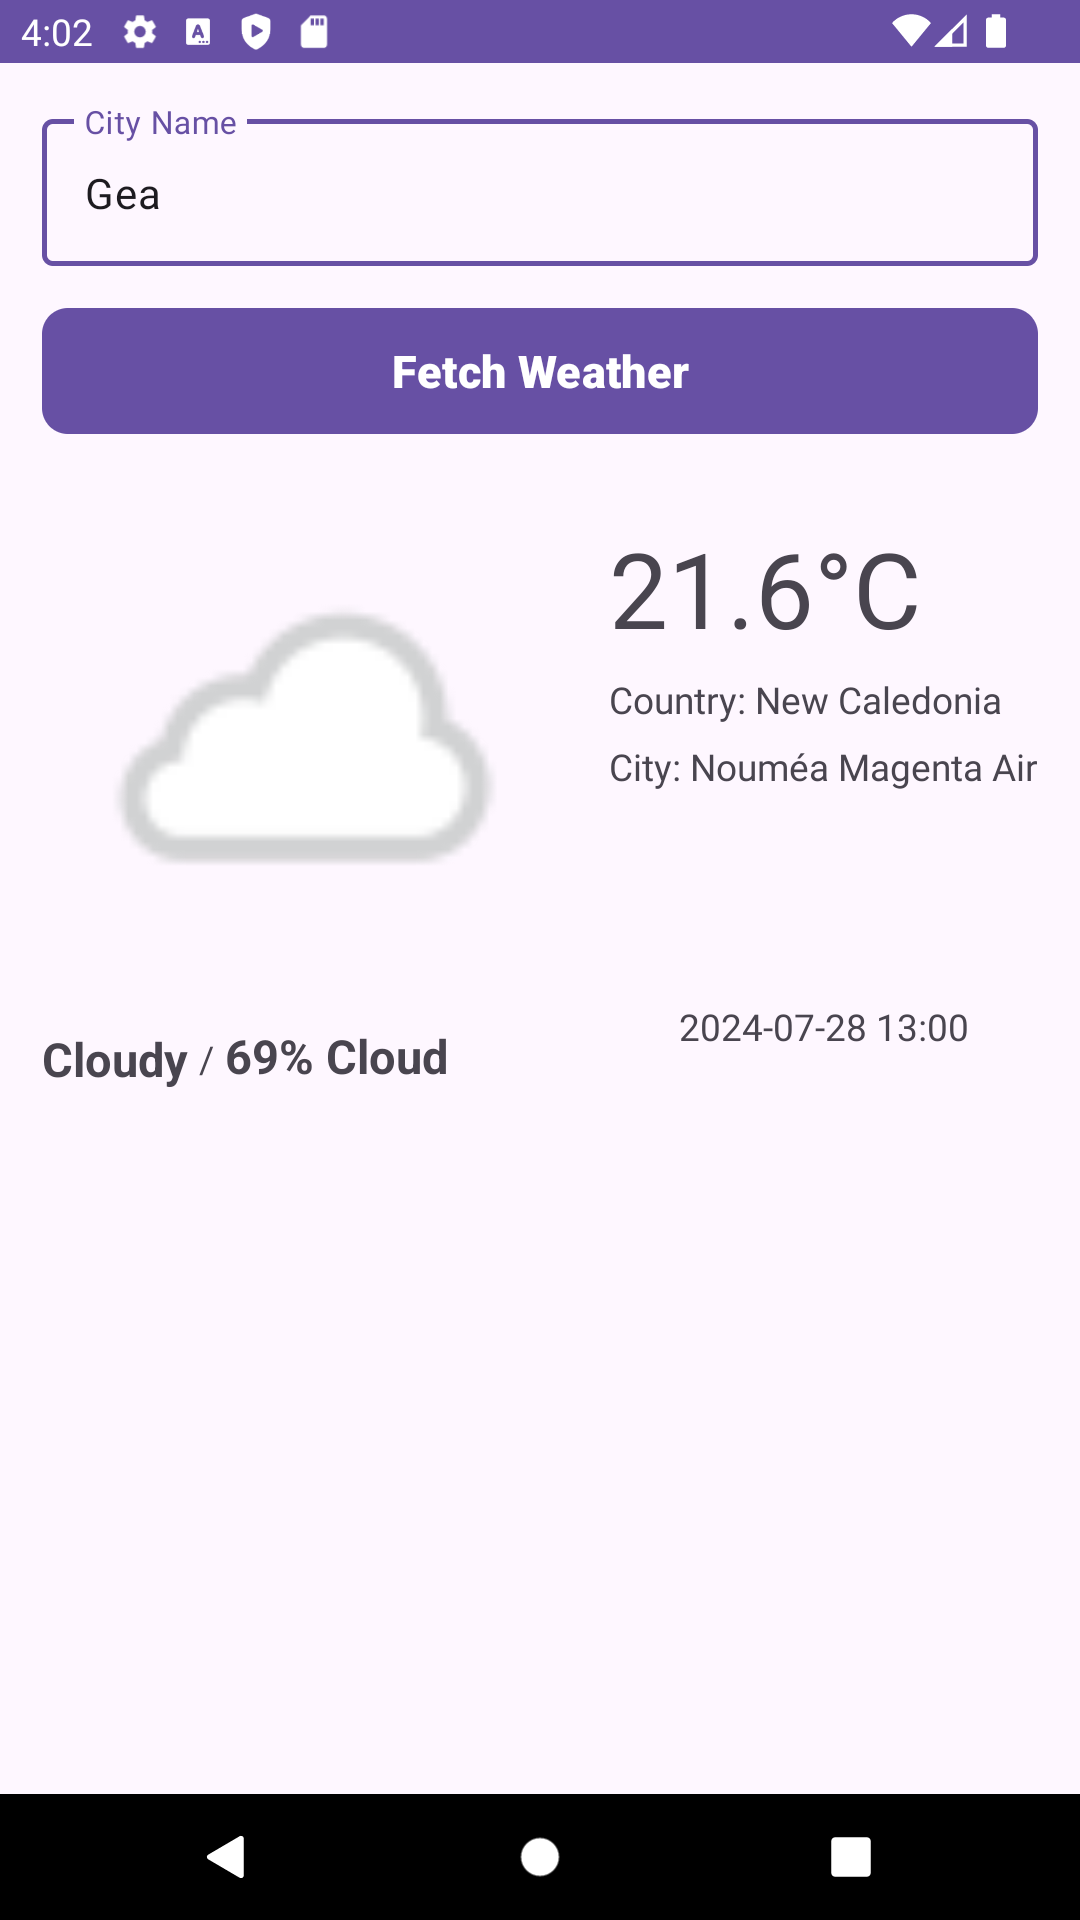 4:02
City Name
Gea
Fetch Weather
21.6°C
Country: New Caledonia
City: Nouméa Magenta Air
2024-07-28 13:00
Cloudy / 69% Cloud